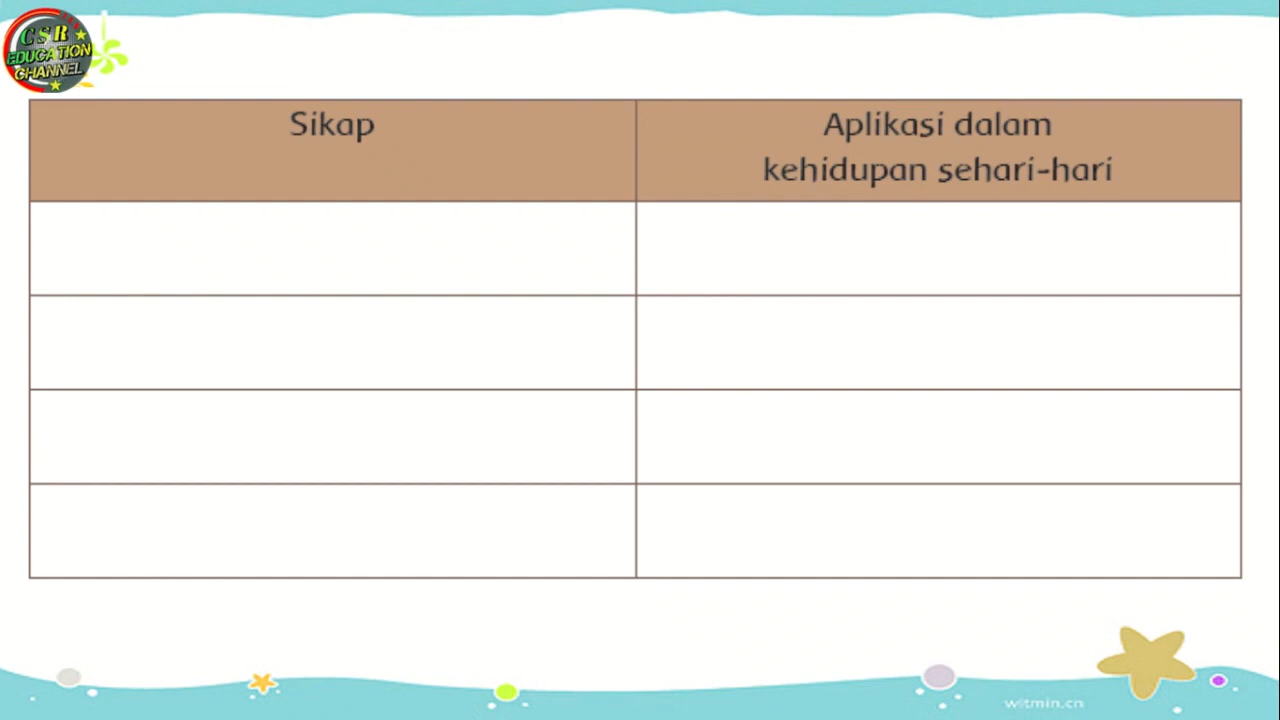 CSR
EDUCATION
CHANNEL
Sikap
Aplikasi dalam
kehidupan sehari-hari
witmin.cn